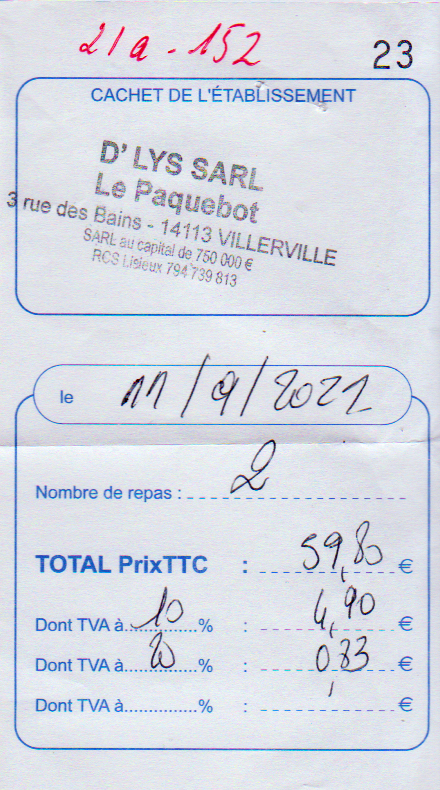 21a-152
23
CACHET DE L'ÉTABLISSEMENT
D'LYS SARL
Le Paquebot
3 rue des Bains - 14113 VILLERVILLE
SARL au capital de 750 000 €
RCS Lisieux 794 739 813
le 11/9/2021
Nombre de repas : 2
TOTAL PrixTTC : 59,80 €
Dont TVA à 10 % : 4,90 €
Dont TVA à 20 % : 0,83 €
Dont TVA à % : €